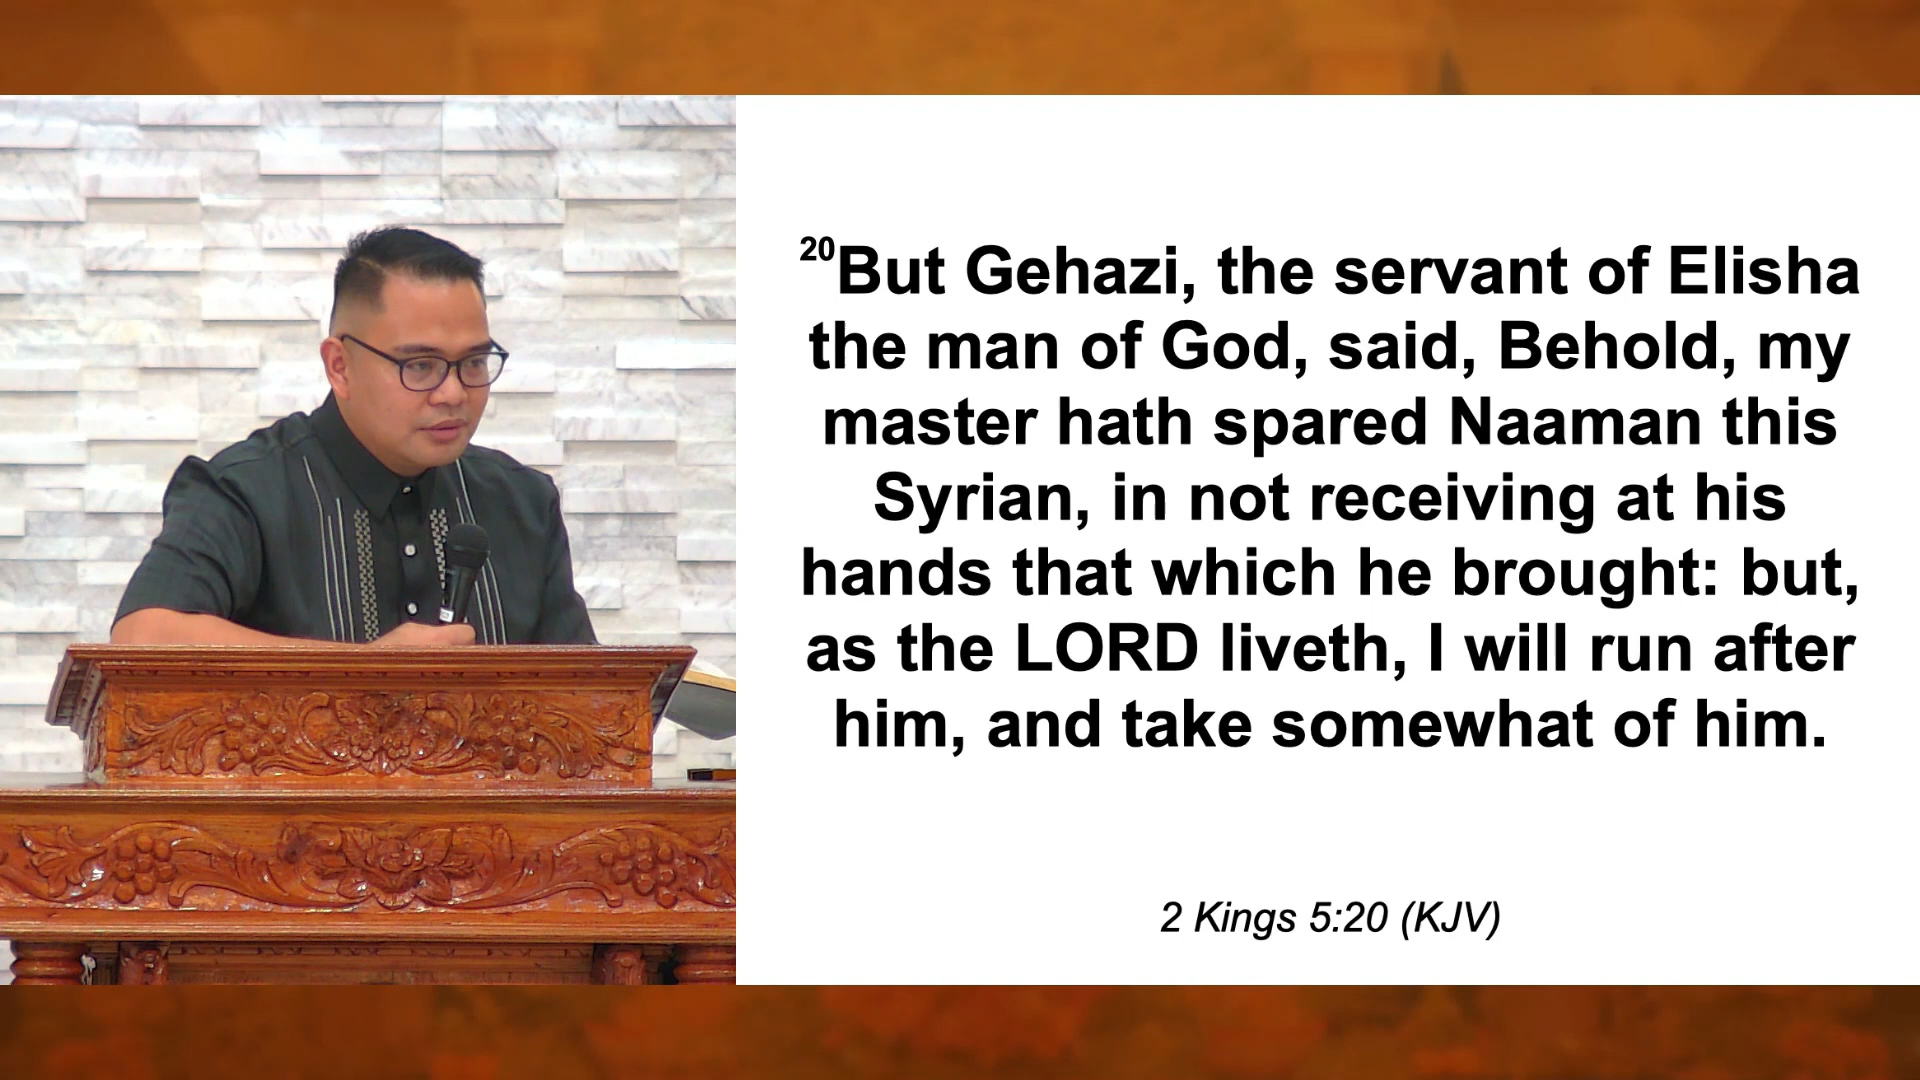 20But Gehazi, the servant of Elisha
the man of God, said, Behold, my
master hath spared Naaman this
Syrian, in not receiving at his
hands that which he brought: but,
as the LORD liveth, I will run after
him, and take somewhat of him.
2 Kings 5:20 (KJV)